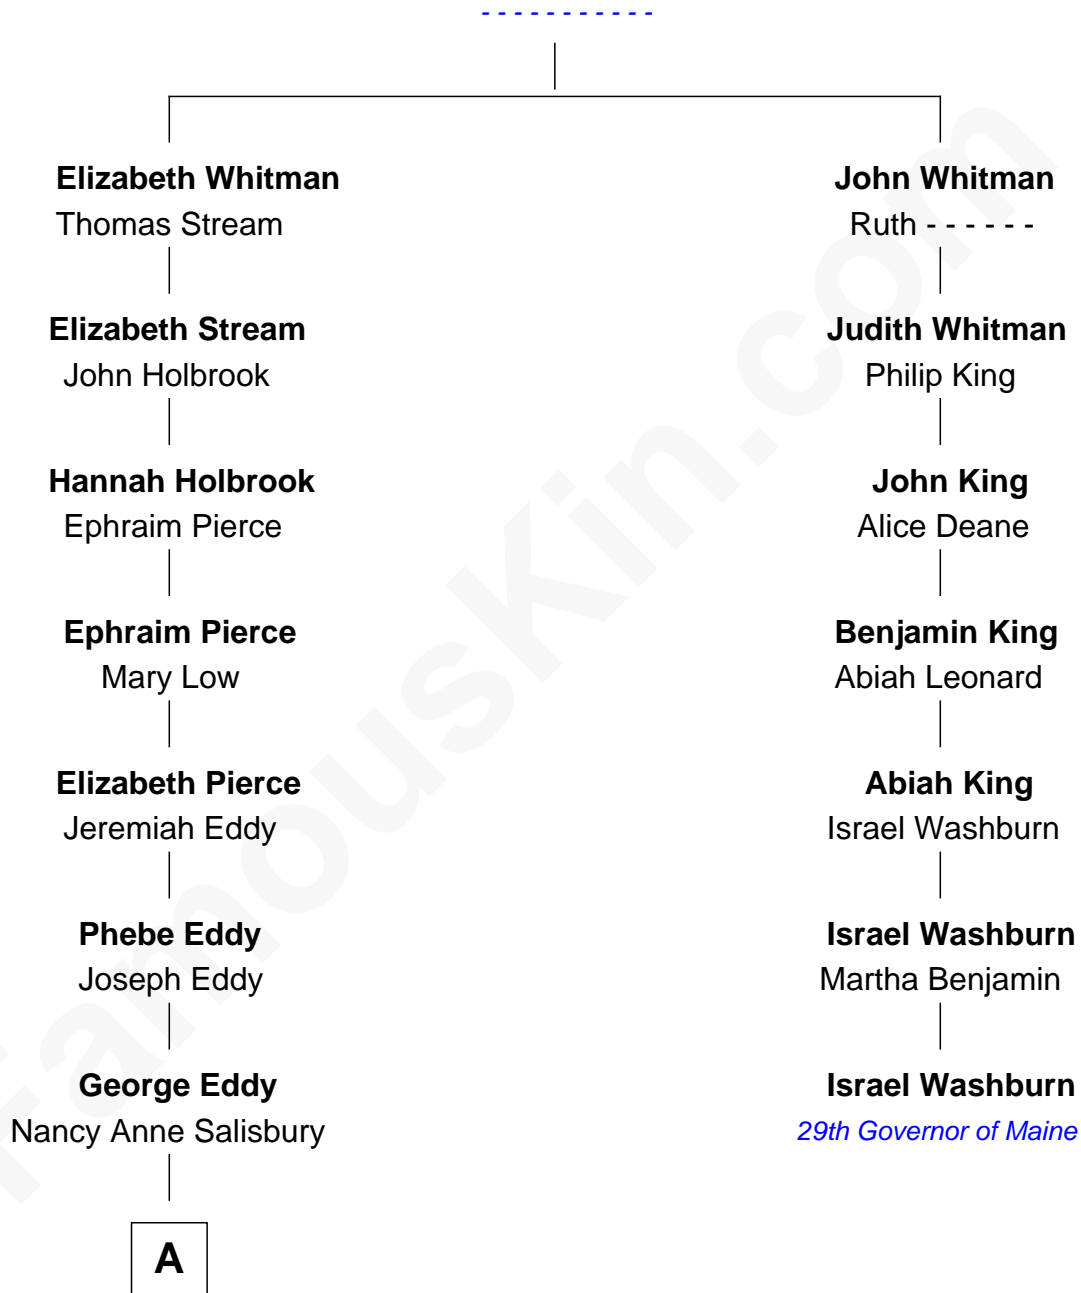 - - - - - - - - - - -
Elizabeth Whitman
Thomas Stream
John Whitman
Ruth - - - - - -
Elizabeth Stream
John Holbrook
Judith Whitman
Philip King
Hannah Holbrook
Ephraim Pierce
John King
Alice Deane
Ephraim Pierce
Mary Low
Benjamin King
Abiah Leonard
Elizabeth Pierce
Jeremiah Eddy
Abiah King
Israel Washburn
Phebe Eddy
Joseph Eddy
Israel Washburn
Martha Benjamin
George Eddy
Nancy Anne Salisbury
Israel Washburn
29th Governor of Maine
A
FamousKin.com